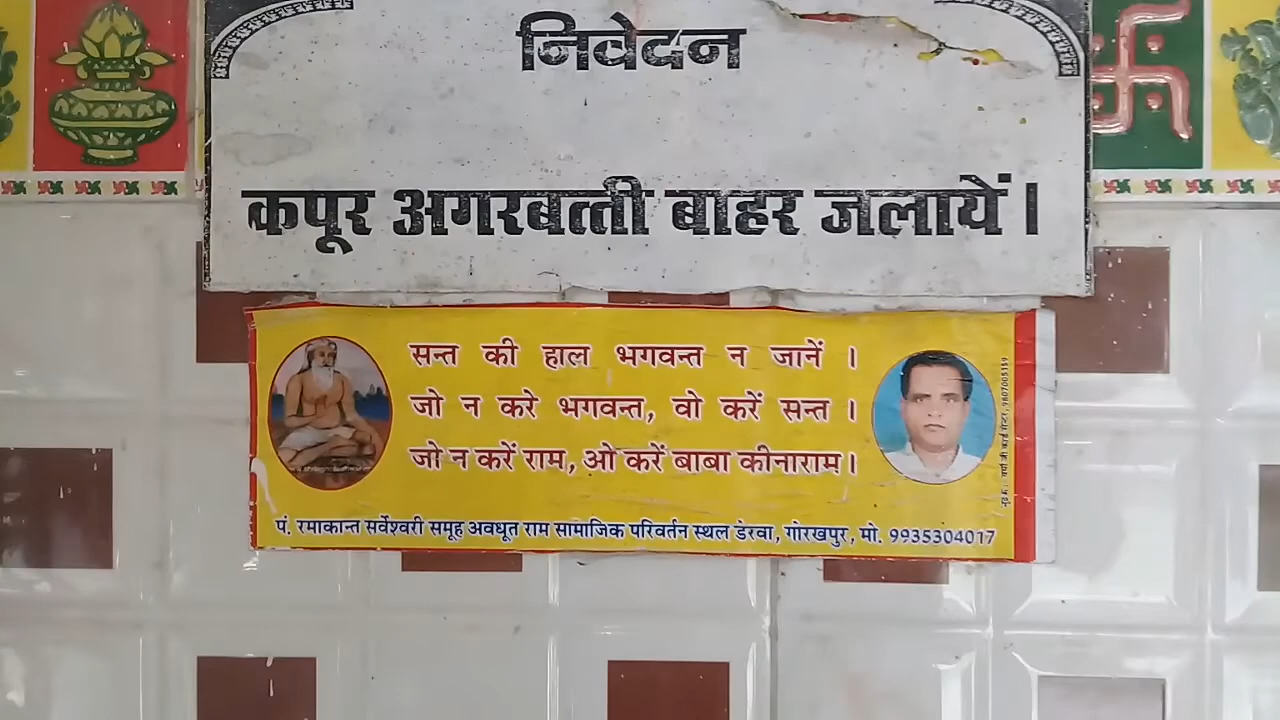 निवेदन
कपूर अगरबत्ती बाहर जलायें।
सन्त की हाल भगवन्त न जानें ।
जो न करे भगवन्त, वो करें सन्त ।
जो न करें राम, ओ करें बाबा कीनाराम।
पं. रमाकान्त सर्वेश्वरी समूह अवधूत राम सामाजिक परिवर्तन स्थल डेरवा, गोरखपुर, मो. 9935304017